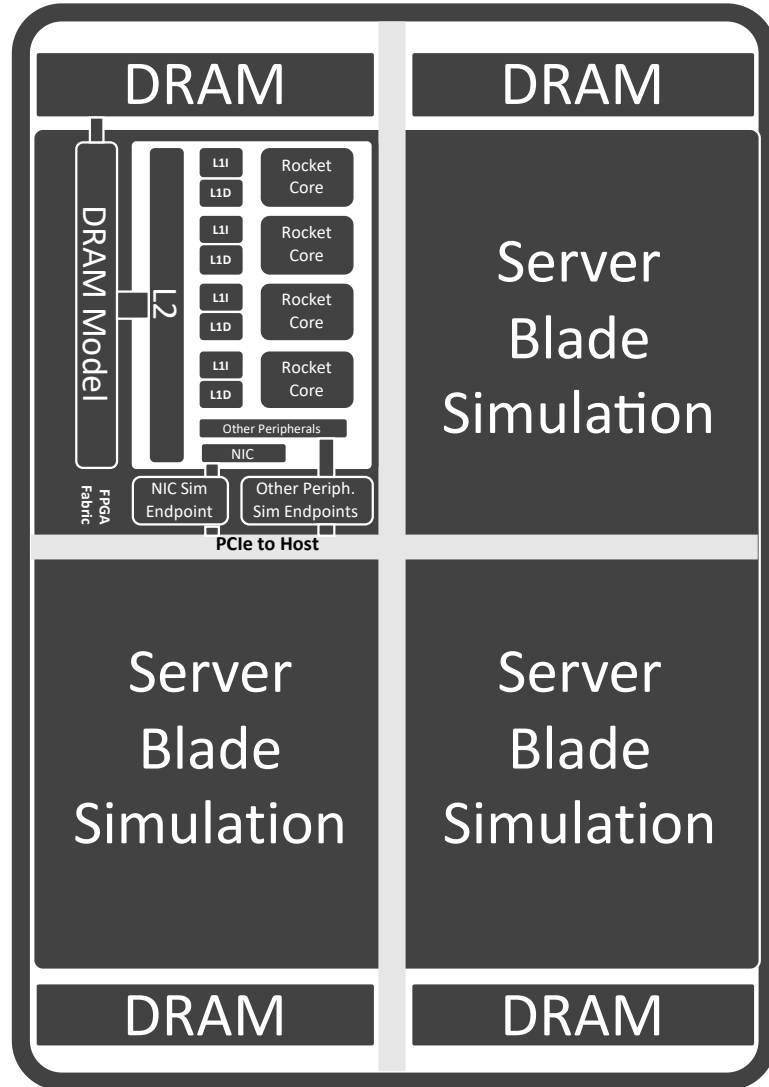 DRAM
DRAM
DRAM Model
L2
L1I
L1D
Rocket
Core
L1I
L1D
Rocket
Core
L1I
L1D
Rocket
Core
L1I
L1D
Rocket
Core
Other Peripherals
NIC
FPGA
Fabric
NIC Sim
Endpoint
Other Periph.
Sim Endpoints
PCIe to Host
Server
Blade
Simulation
Server
Blade
Simulation
Server
Blade
Simulation
DRAM
DRAM